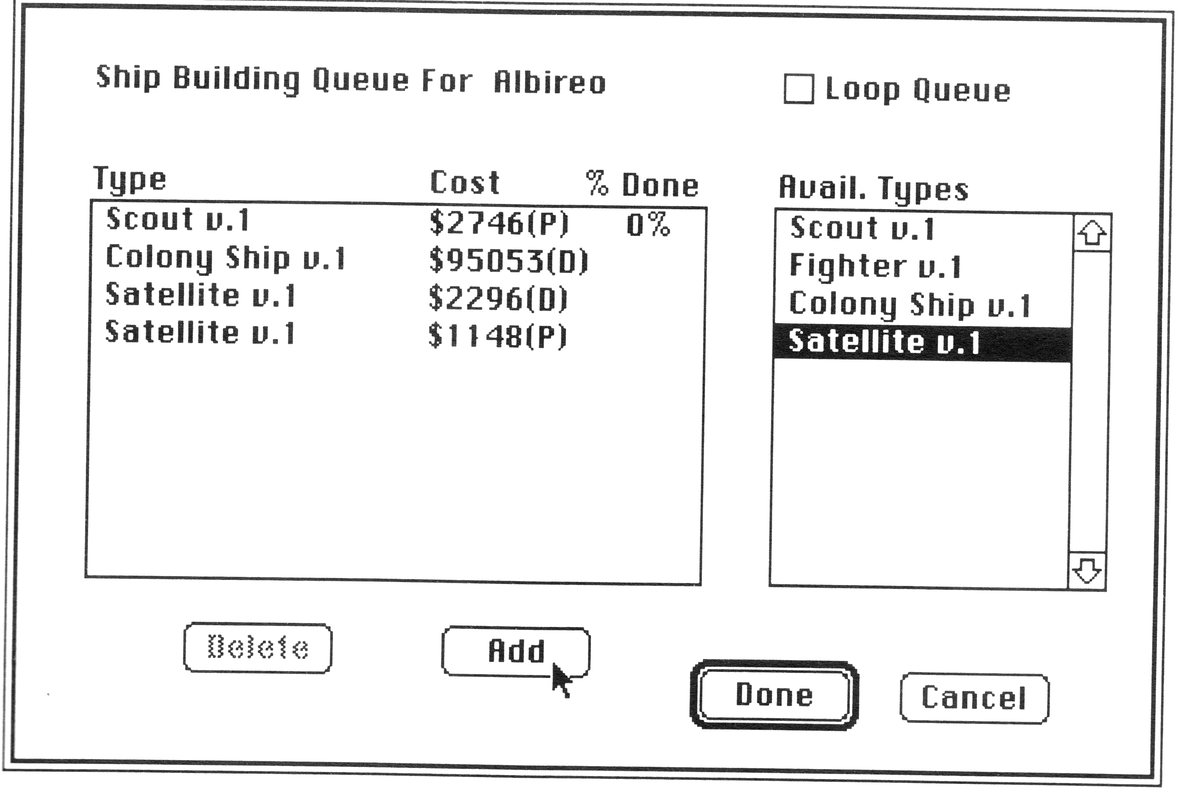 Ship Building Queue For Albireo
Loop Queue
Type Cost % Done
Scout v.1 $2746(P) 0%
Colony Ship v.1 $95053(D)
Satellite v.1 $2296(D)
Satellite v.1 $1148(P)
Avail. Types
Scout v.1
Fighter v.1
Colony Ship v.1
Satellite v.1
Delete
Add
Done
Cancel